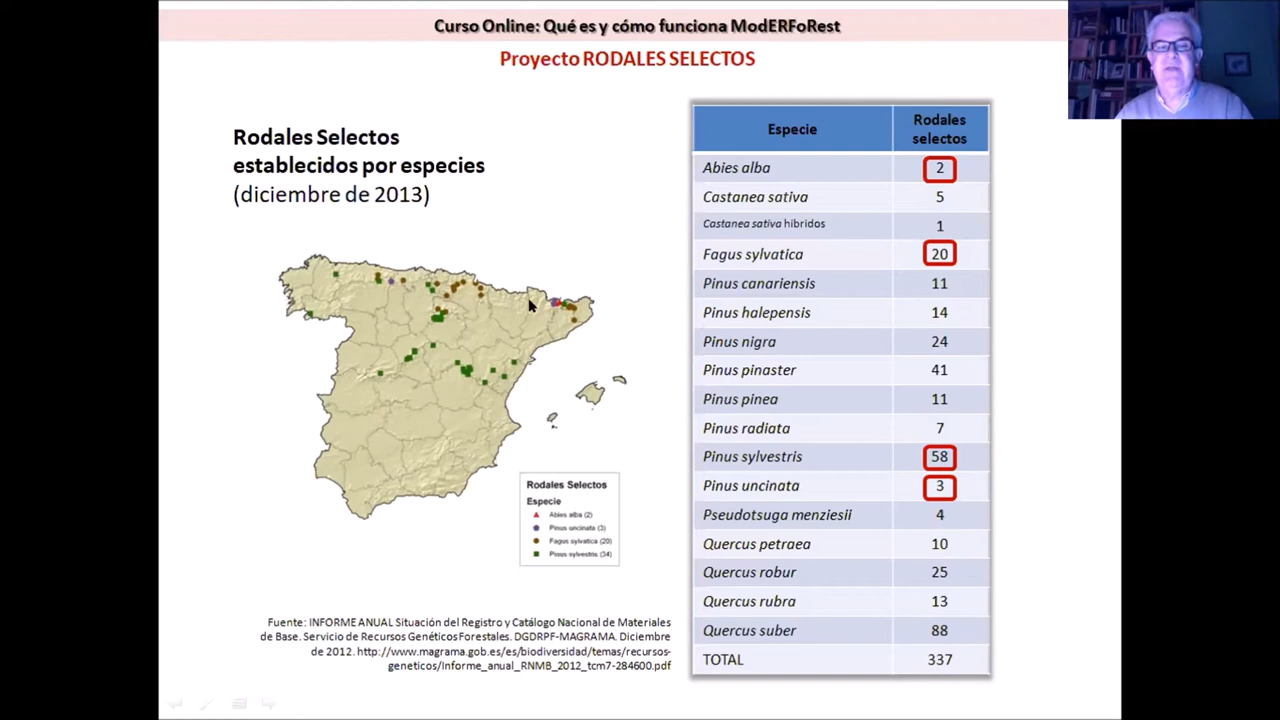 Curso Online: Qué es y cómo funciona ModERFoRest
Proyecto RODALES SELECTOS
Rodales Selectos
establecidos por especies
(diciembre de 2013)
Rodales Selectos
Especie
Abies alba (2)
Pinus uncinata (3)
Fagus sylvatica (20)
Pinus sylvestris (34)
Fuente: INFORME ANUAL Situación del Registro y Catálogo Nacional de Materiales
de Base. Servicio de Recursos Genéticos Forestales. DGDRPF-MAGRAMA. Diciembre
de 2012. http://www.magrama.gob.es/es/biodiversidad/temas/recursos-
geneticos/Informe_anual_RNMB_2012_tcm7-284600.pdf
Especie Rodales
selectos
Abies alba 2
Castanea sativa 5
Castanea sativa híbridos 1
Fagus sylvatica 20
Pinus canariensis 11
Pinus halepensis 14
Pinus nigra 24
Pinus pinaster 41
Pinus pinea 11
Pinus radiata 7
Pinus sylvestris 58
Pinus uncinata 3
Pseudotsuga menziesii 4
Quercus petraea 10
Quercus robur 25
Quercus rubra 13
Quercus suber 88
TOTAL 337